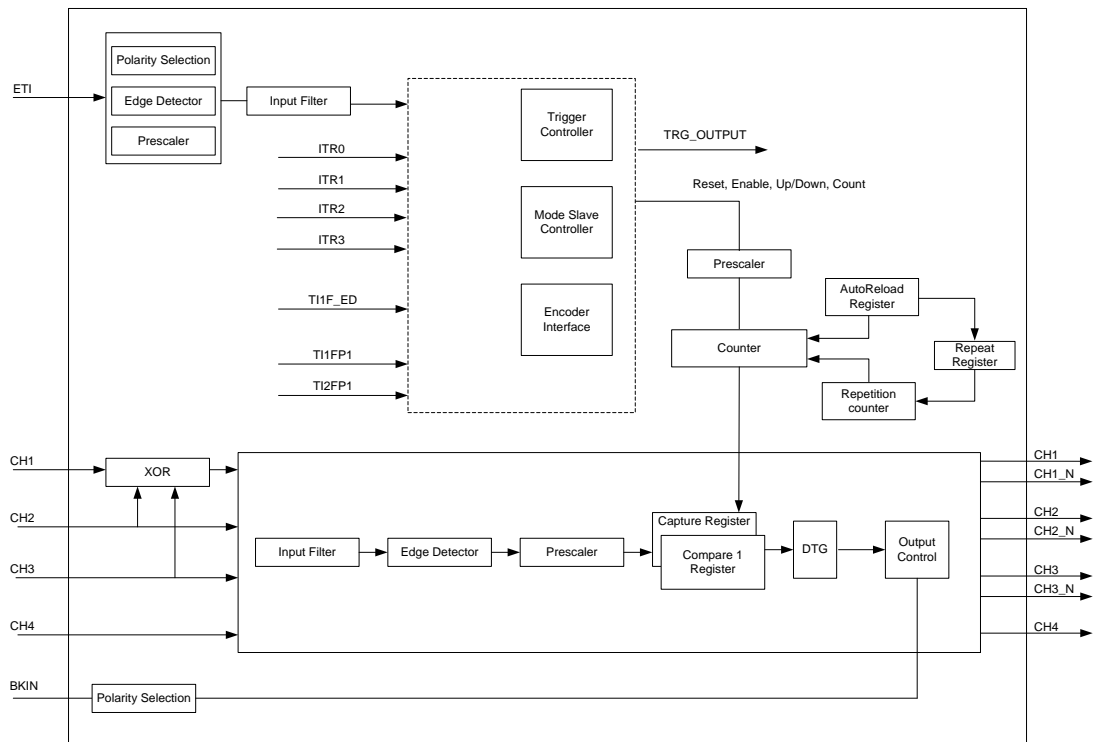 Polarity Selection
ETI
Edge Detector
Input Filter
Prescaler
Trigger
Controller
TRG_OUTPUT
ITR0
ITR1
ITR2
ITR3
Reset, Enable, Up/Down, Count
Mode Slave
Controller
Prescaler
TI1F_ED
Encoder
Interface
AutoReload
Register
Counter
Repeat
Register
TI1FP1
TI2FP1
Repetition
counter
CH1
XOR
CH2
CH3
CH4
Input Filter
Edge Detector
Prescaler
Capture Register
Compare 1
Register
DTG
Output
Control
CH1
CH1_N
CH2
CH2_N
CH3
CH3_N
CH4
BKIN
Polarity Selection